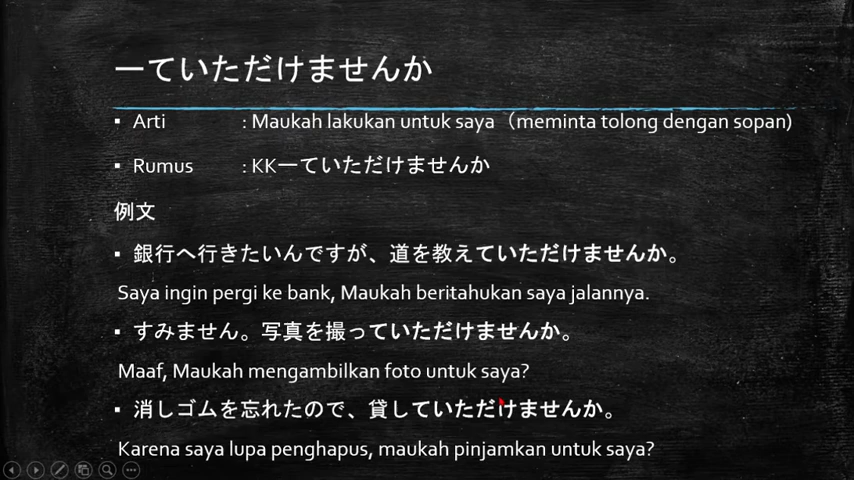 ーていただけませんか
▪ Arti : Maukah lakukan untuk saya（meminta tolong dengan sopan)
▪ Rumus : KKーていただけませんか
例文
▪ 銀行へ行きたいんですが、道を教えていただけませんか。
Saya ingin pergi ke bank, Maukah beritahukan saya jalannya.
▪ すみません。写真を撮っていただけませんか。
Maaf, Maukah mengambilkan foto untuk saya?
▪ 消しゴムを忘れたので、貸していただけませんか。
Karena saya lupa penghapus, maukah pinjamkan untuk saya?